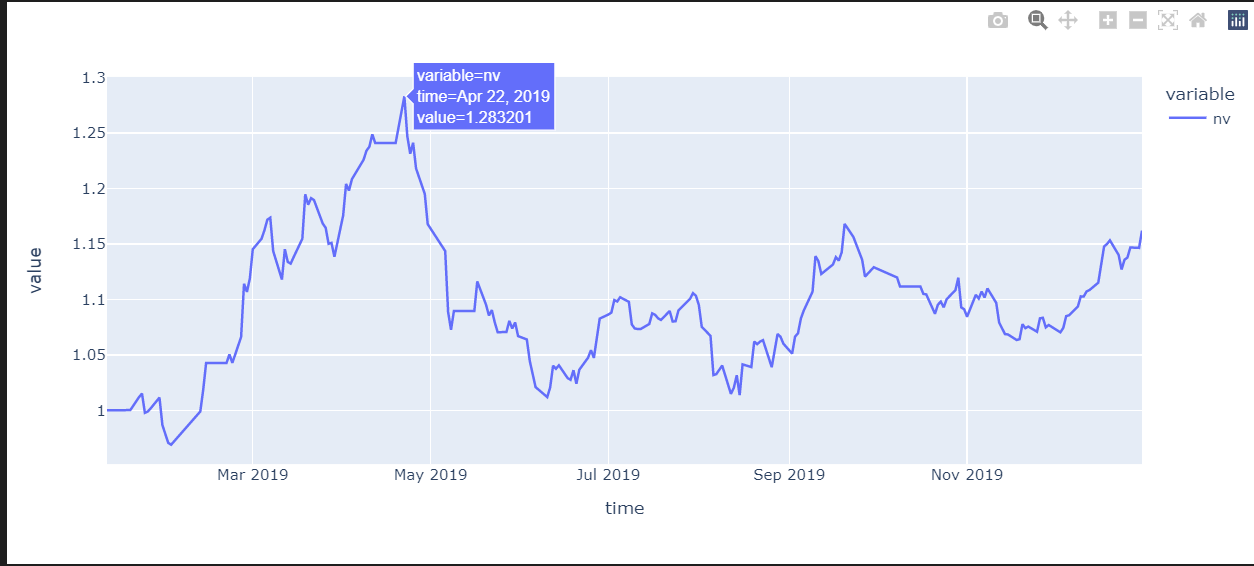 variable=nv
time=Apr 22, 2019
value=1.283201
variable
nv
1.3
1.25
1.2
1.15
1.1
1.05
1
value
Mar 2019
May 2019
Jul 2019
Sep 2019
Nov 2019
time